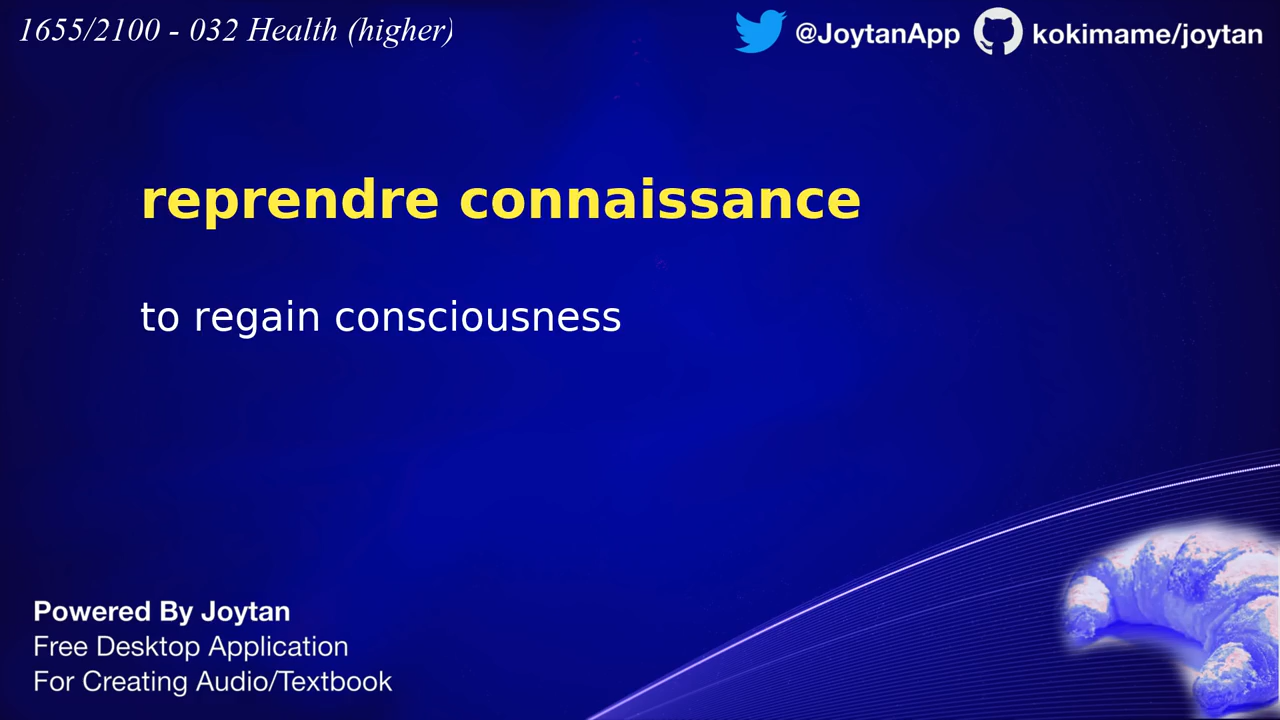 1655/2100 - 032 Health (higher)
@JoytanApp kokimame/joytan
reprendre connaissance
to regain consciousness
Powered By Joytan
Free Desktop Application
For Creating Audio/Textbook